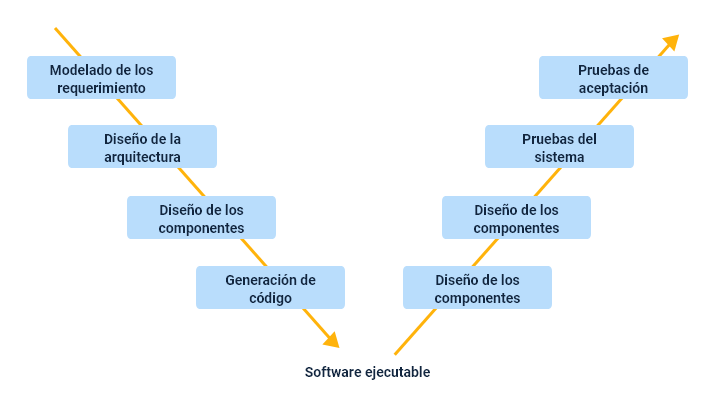 Modelado de los
requerimiento
Diseño de la
arquitectura
Diseño de los
componentes
Generación de
código
Software ejecutable
Diseño de los
componentes
Diseño de los
componentes
Pruebas del
sistema
Pruebas de
aceptación